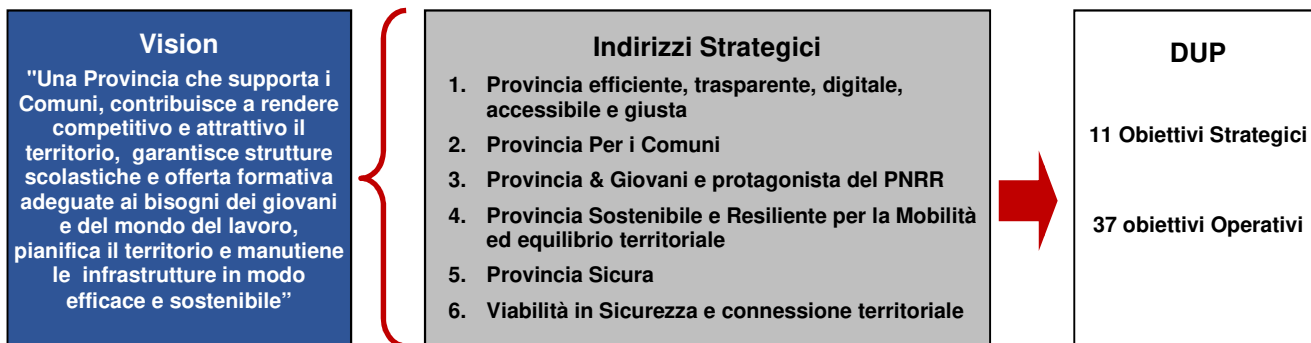 Vision
"Una Provincia che supporta i
Comuni, contribuisce a rendere
competitivo e attrattivo il
territorio, garantisce strutture
scolastiche e offerta formativa
adeguate ai bisogni dei giovani
e del mondo del lavoro,
pianifica il territorio e manutiene
le infrastrutture in modo
efficace e sostenibile”
Indirizzi Strategici
1. Provincia efficiente, trasparente, digitale,
accessibile e giusta
2. Provincia Per i Comuni
3. Provincia & Giovani e protagonista del PNRR
4. Provincia Sostenibile e Resiliente per la Mobilità
ed equilibrio territoriale
5. Provincia Sicura
6. Viabilità in Sicurezza e connessione territoriale
DUP
11 Obiettivi Strategici
37 obiettivi Operativi